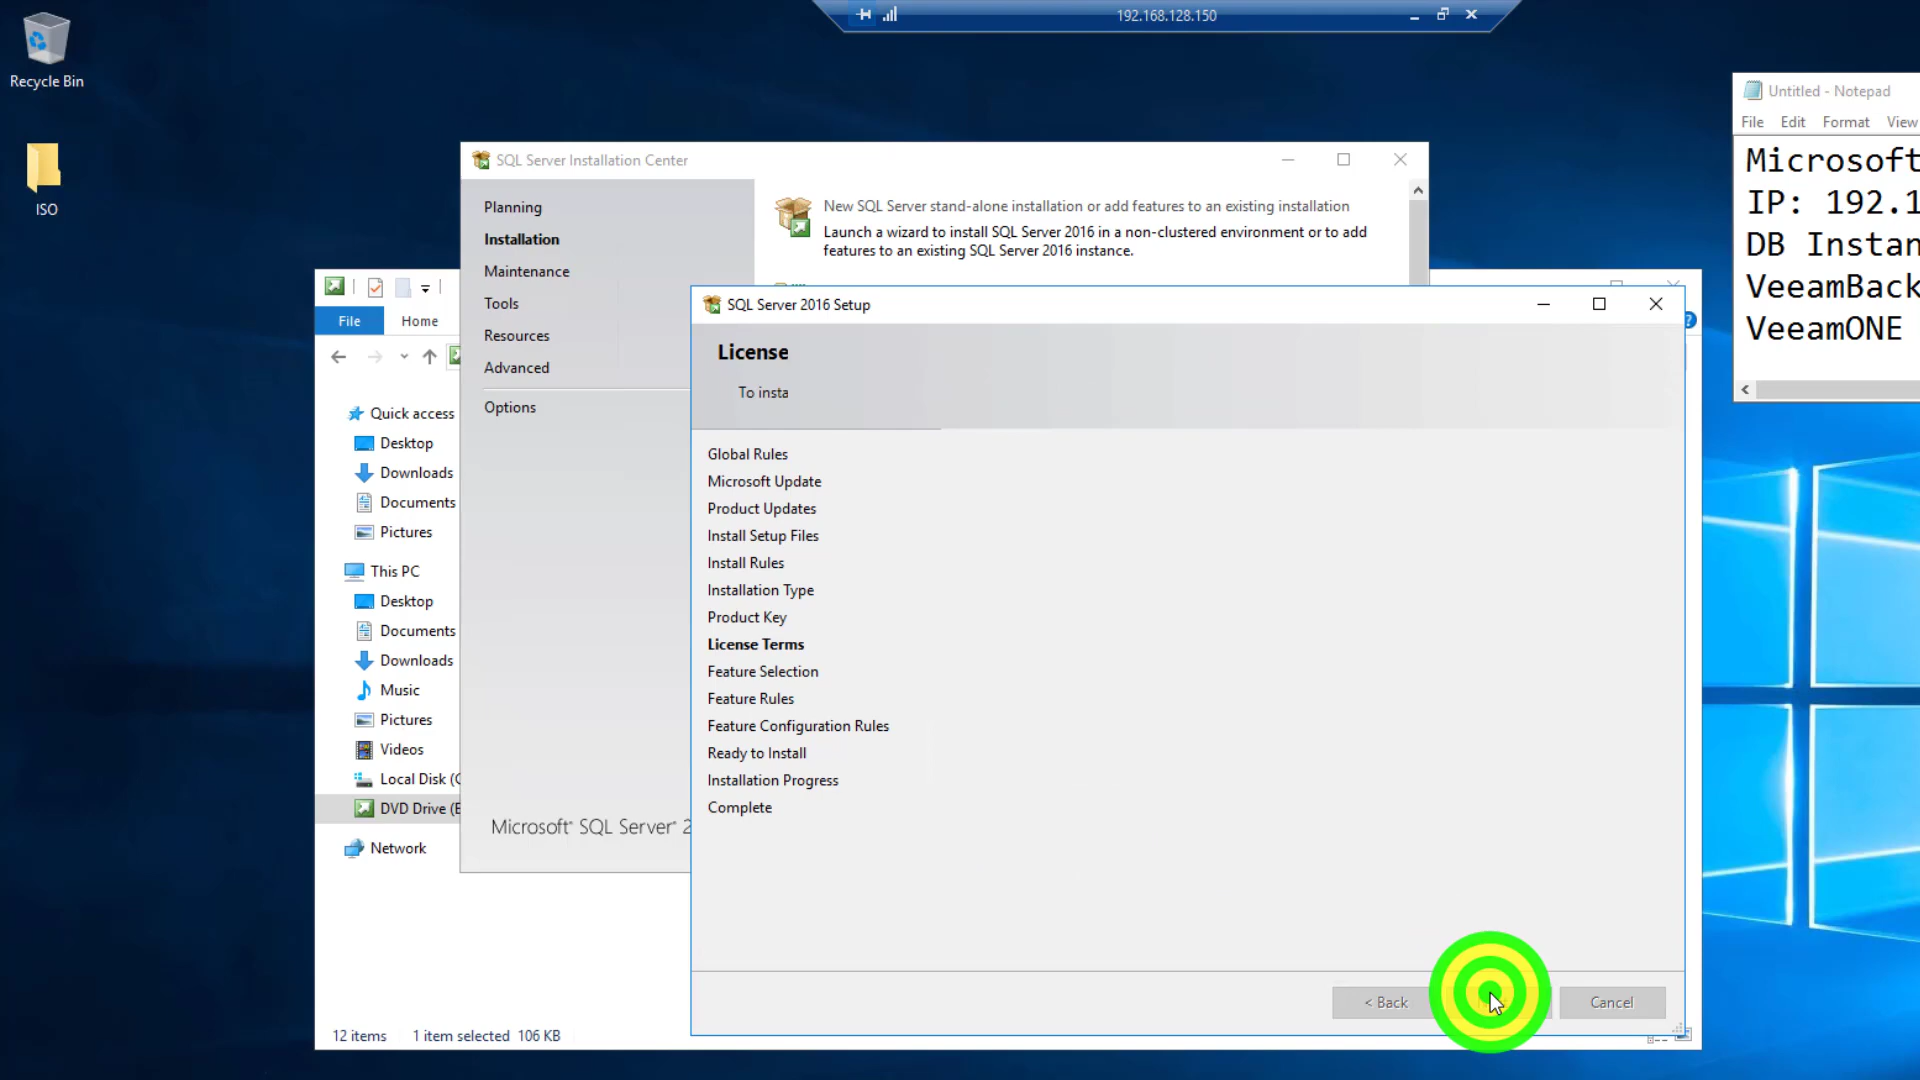 192.168.128.150
Recycle Bin
ISO
Untitled - Notepad
File Edit Format View
Microsoft
IP: 192.1
DB Instan
VeeamBack
VeeamONE
SQL Server Installation Center
Planning
Installation
Maintenance
Tools
Resources
Advanced
Options
Microsoft SQL Server 2
New SQL Server stand-alone installation or add features to an existing installation
Launch a wizard to install SQL Server 2016 in a non-clustered environment or to add
features to an existing SQL Server 2016 instance.
File Home
Quick access
Desktop
Downloads
Documents
Pictures
This PC
Desktop
Documents
Downloads
Music
Pictures
Videos
Local Disk (C
DVD Drive (E
Network
12 items 1 item selected 106 KB
SQL Server 2016 Setup
License
To insta
Global Rules
Microsoft Update
Product Updates
Install Setup Files
Install Rules
Installation Type
Product Key
License Terms
Feature Selection
Feature Rules
Feature Configuration Rules
Ready to Install
Installation Progress
Complete
< Back Cancel